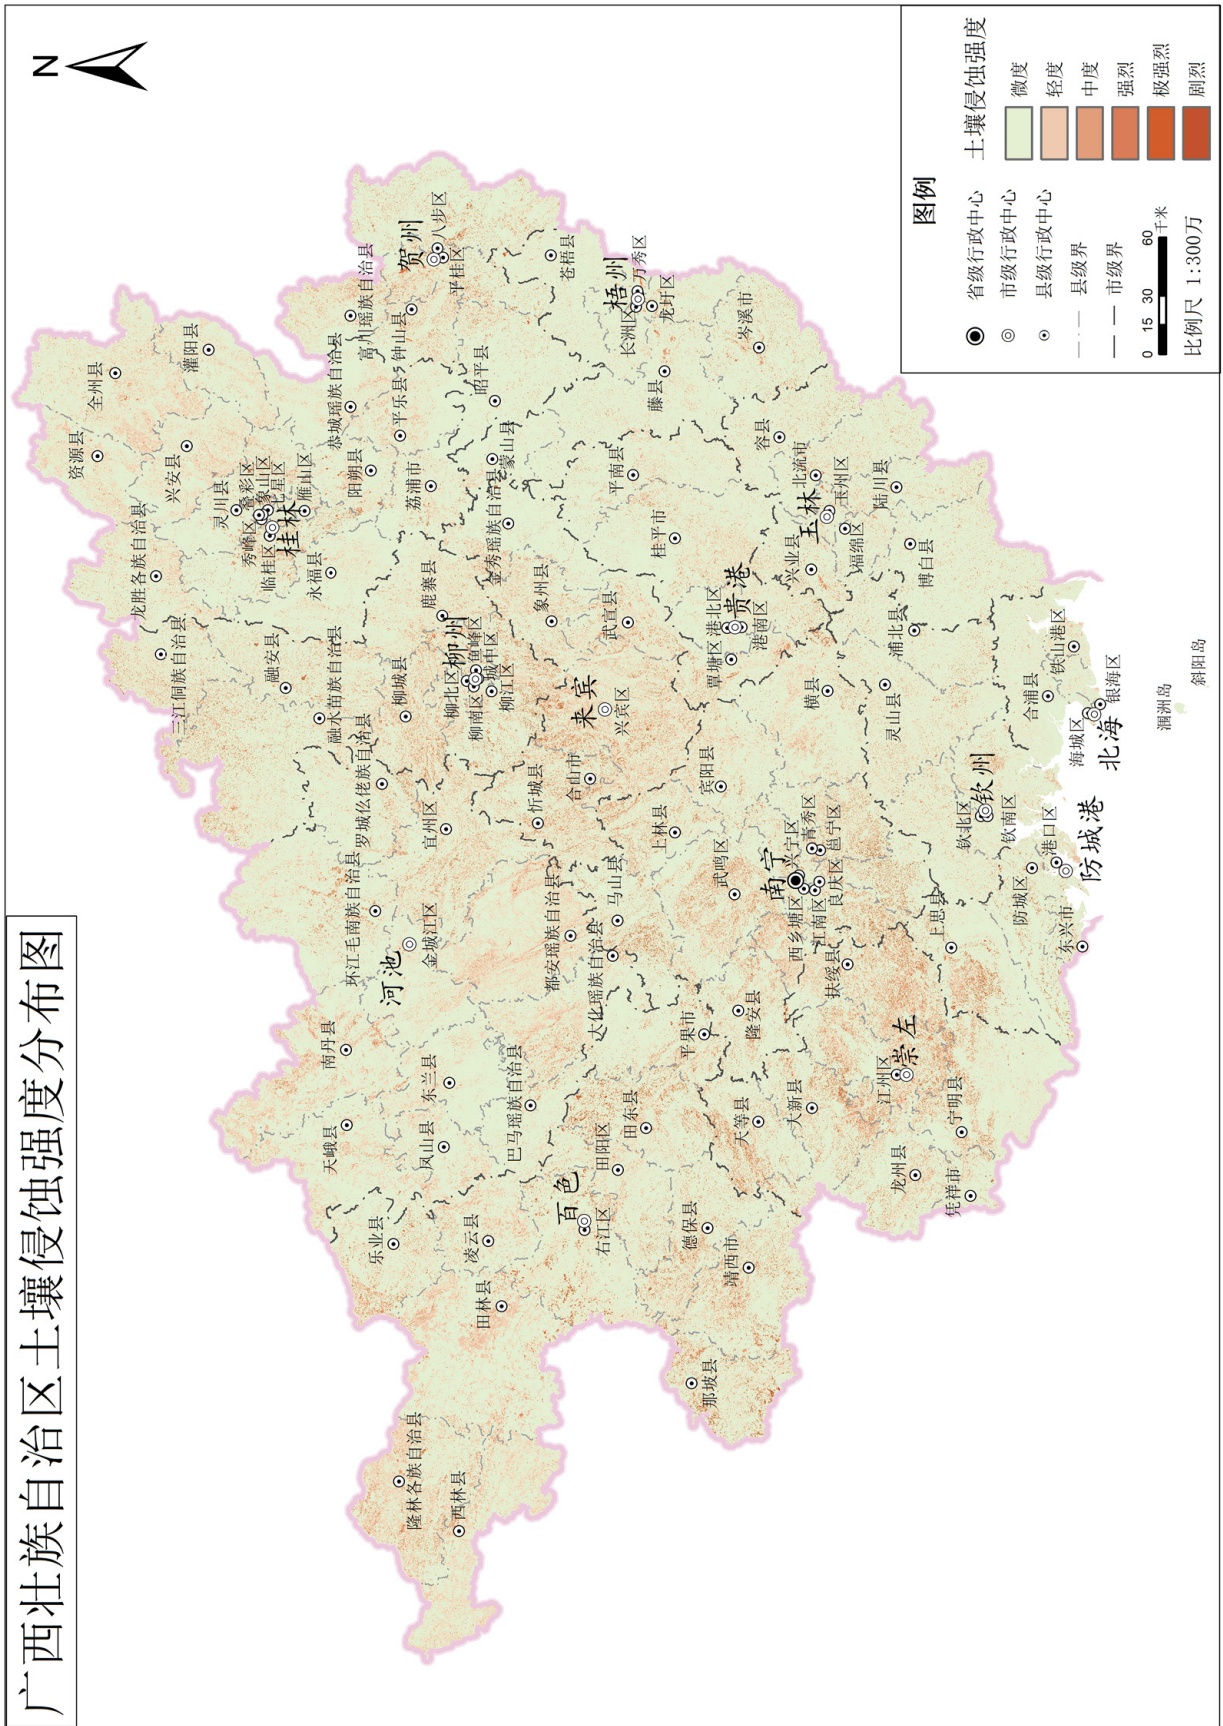 广西壮族自治区土壤侵蚀强度分布图
N
资源县
全州县
灌阳县
兴安县
龙胜各族自治县
灵川县
叠彩区
秀峰区
象山区
七星区
临桂区
桂林
雁山区
三江侗族自治县
永福县
阳朔县
恭城瑶族自治县
富川瑶族自治县
融安县
融水苗族自治县
平乐县
钟山县
贺州
八步区
平桂区
荔浦市
昭平县
罗城仫佬族自治县
柳城县
鹿寨县
环江毛南族自治县
宜州区
柳北区
柳州
鱼峰区
城中区
柳南区
柳江区
金秀瑶族自治县
蒙山县
苍梧县
南丹县
河池
金城江区
天峨县
东兰县
凤山县
忻城县
象州县
来宾
兴宾区
合山市
武宣县
平南县
梧州
万秀区
长洲区
龙圩区
藤县
岑溪市
乐业县
凌云县
巴马瑶族自治县
都安瑶族自治县
大化瑶族自治县
马山县
上林县
桂平市
容县
田林县
百色
右江区
田阳区
田东县
平果市
武鸣区
宾阳县
覃塘区
港北区
贵港
港南区
兴业县
玉林
北流市
玉州区
福绵区
陆川县
隆林各族自治县
西林县
德保县
靖西市
那坡县
天等县
大新县
隆安县
南宁
兴宁区
青秀区
西乡塘区
江南区
良庆区
邕宁区
横县
灵山县
浦北县
博白县
扶绥县
江州区
崇左
龙州县
宁明县
凭祥市
上思县
钦北区
钦州
钦南区
防城区
港口区
防城港
东兴市
合浦县
铁山港区
海城区
银海区
北海
涠洲岛
斜阳岛
图例
省级行政中心
市级行政中心
县级行政中心
县级界
市级界
0 15 30 60
千米
比例尺 1:300万
土壤侵蚀强度
微度
轻度
中度
强烈
极强烈
剧烈